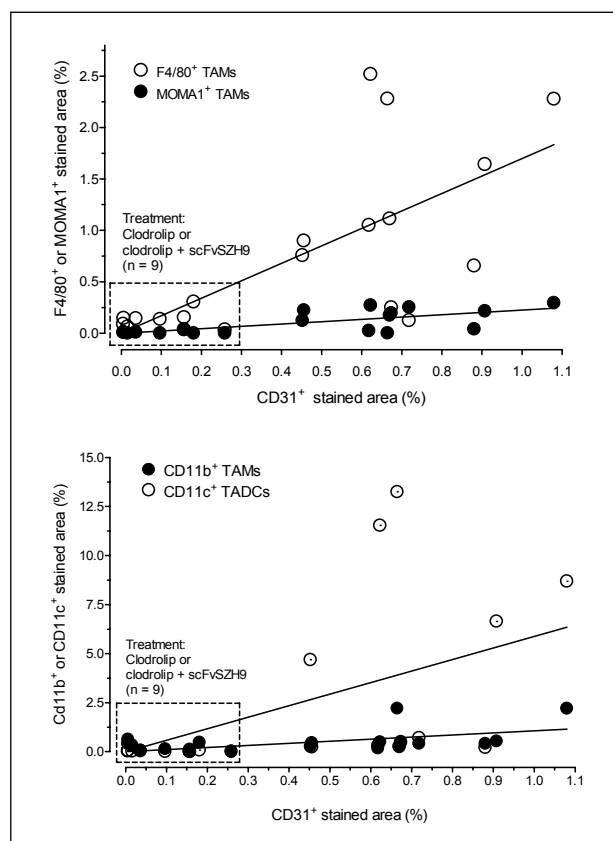 F4/80⁺ or MOMA1⁺ stained area (%)
2.5
2.0
1.5
1.0
0.5
0.0
F4/80⁺ TAMs
MOMA1⁺ TAMs
Treatment:
Clodrolip or
clodrolip + scFvSZH9
(n = 9)
0.0 0.1 0.2 0.3 0.4 0.5 0.6 0.7 0.8 0.9 1.0 1.1
CD31⁺ stained area (%)
Cd11b⁺ or CD11c⁺ stained area (%)
15.0
12.5
10.0
7.5
5.0
2.5
0.0
CD11b⁺ TAMs
CD11c⁺ TADCs
Treatment:
Clodrolip or
clodrolip + scFvSZH9
(n = 9)
0.0 0.1 0.2 0.3 0.4 0.5 0.6 0.7 0.8 0.9 1.0 1.1
CD31⁺ stained area (%)